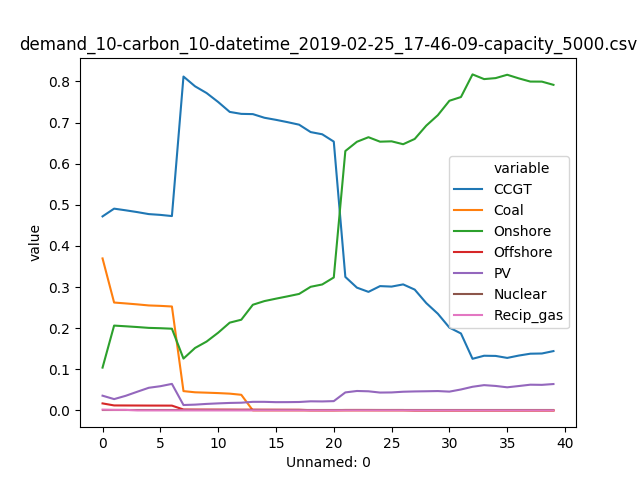 demand_10-carbon_10-datetime_2019-02-25_17-46-09-capacity_5000.csv
0.8
0.7
0.6
0.5
0.4
0.3
0.2
0.1
0.0
value
variable
CCGT
Coal
Onshore
Offshore
PV
Nuclear
Recip_gas
0 5 10 15 20 25 30 35 40
Unnamed: 0